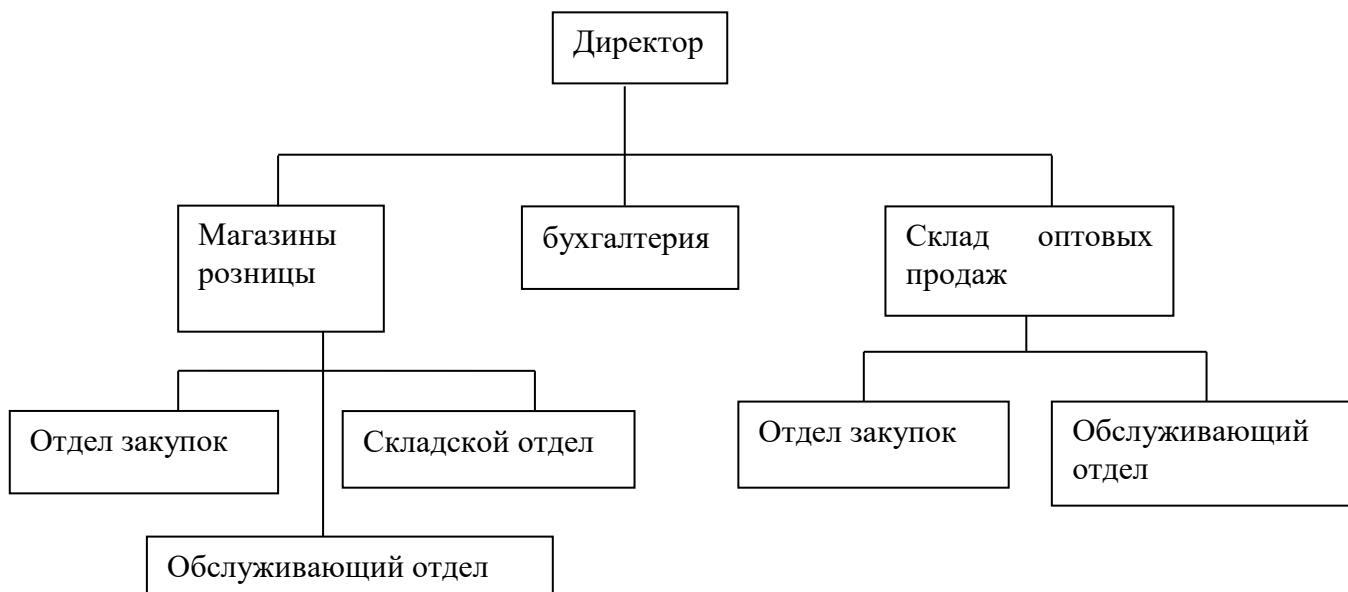 Директор
Магазины
розницы
бухгалтерия
Склад оптовых
продаж
Отдел закупок
Складской отдел
Обслуживающий отдел
Отдел закупок
Обслуживающий
отдел